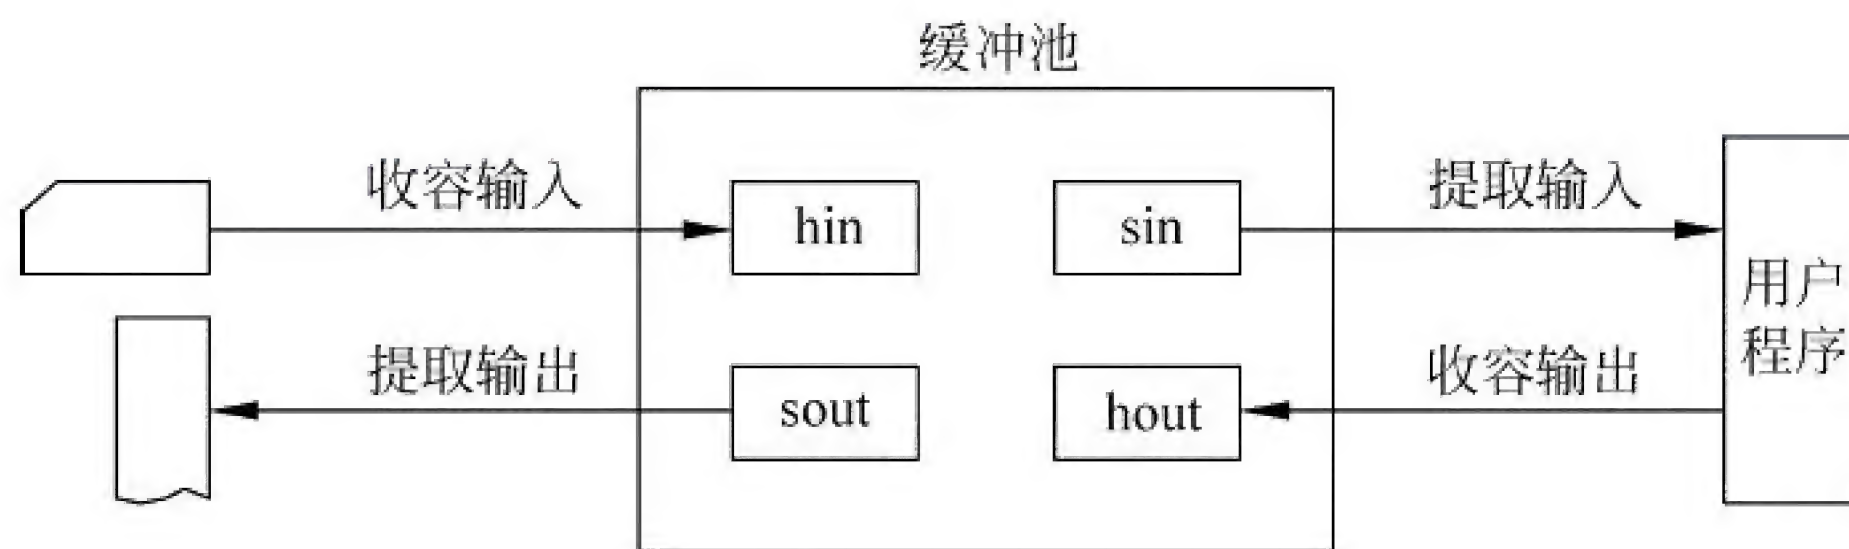 缓冲池
收容输入
hin
sin
提取输入
用户
程序
提取输出
sout
hout
收容输出